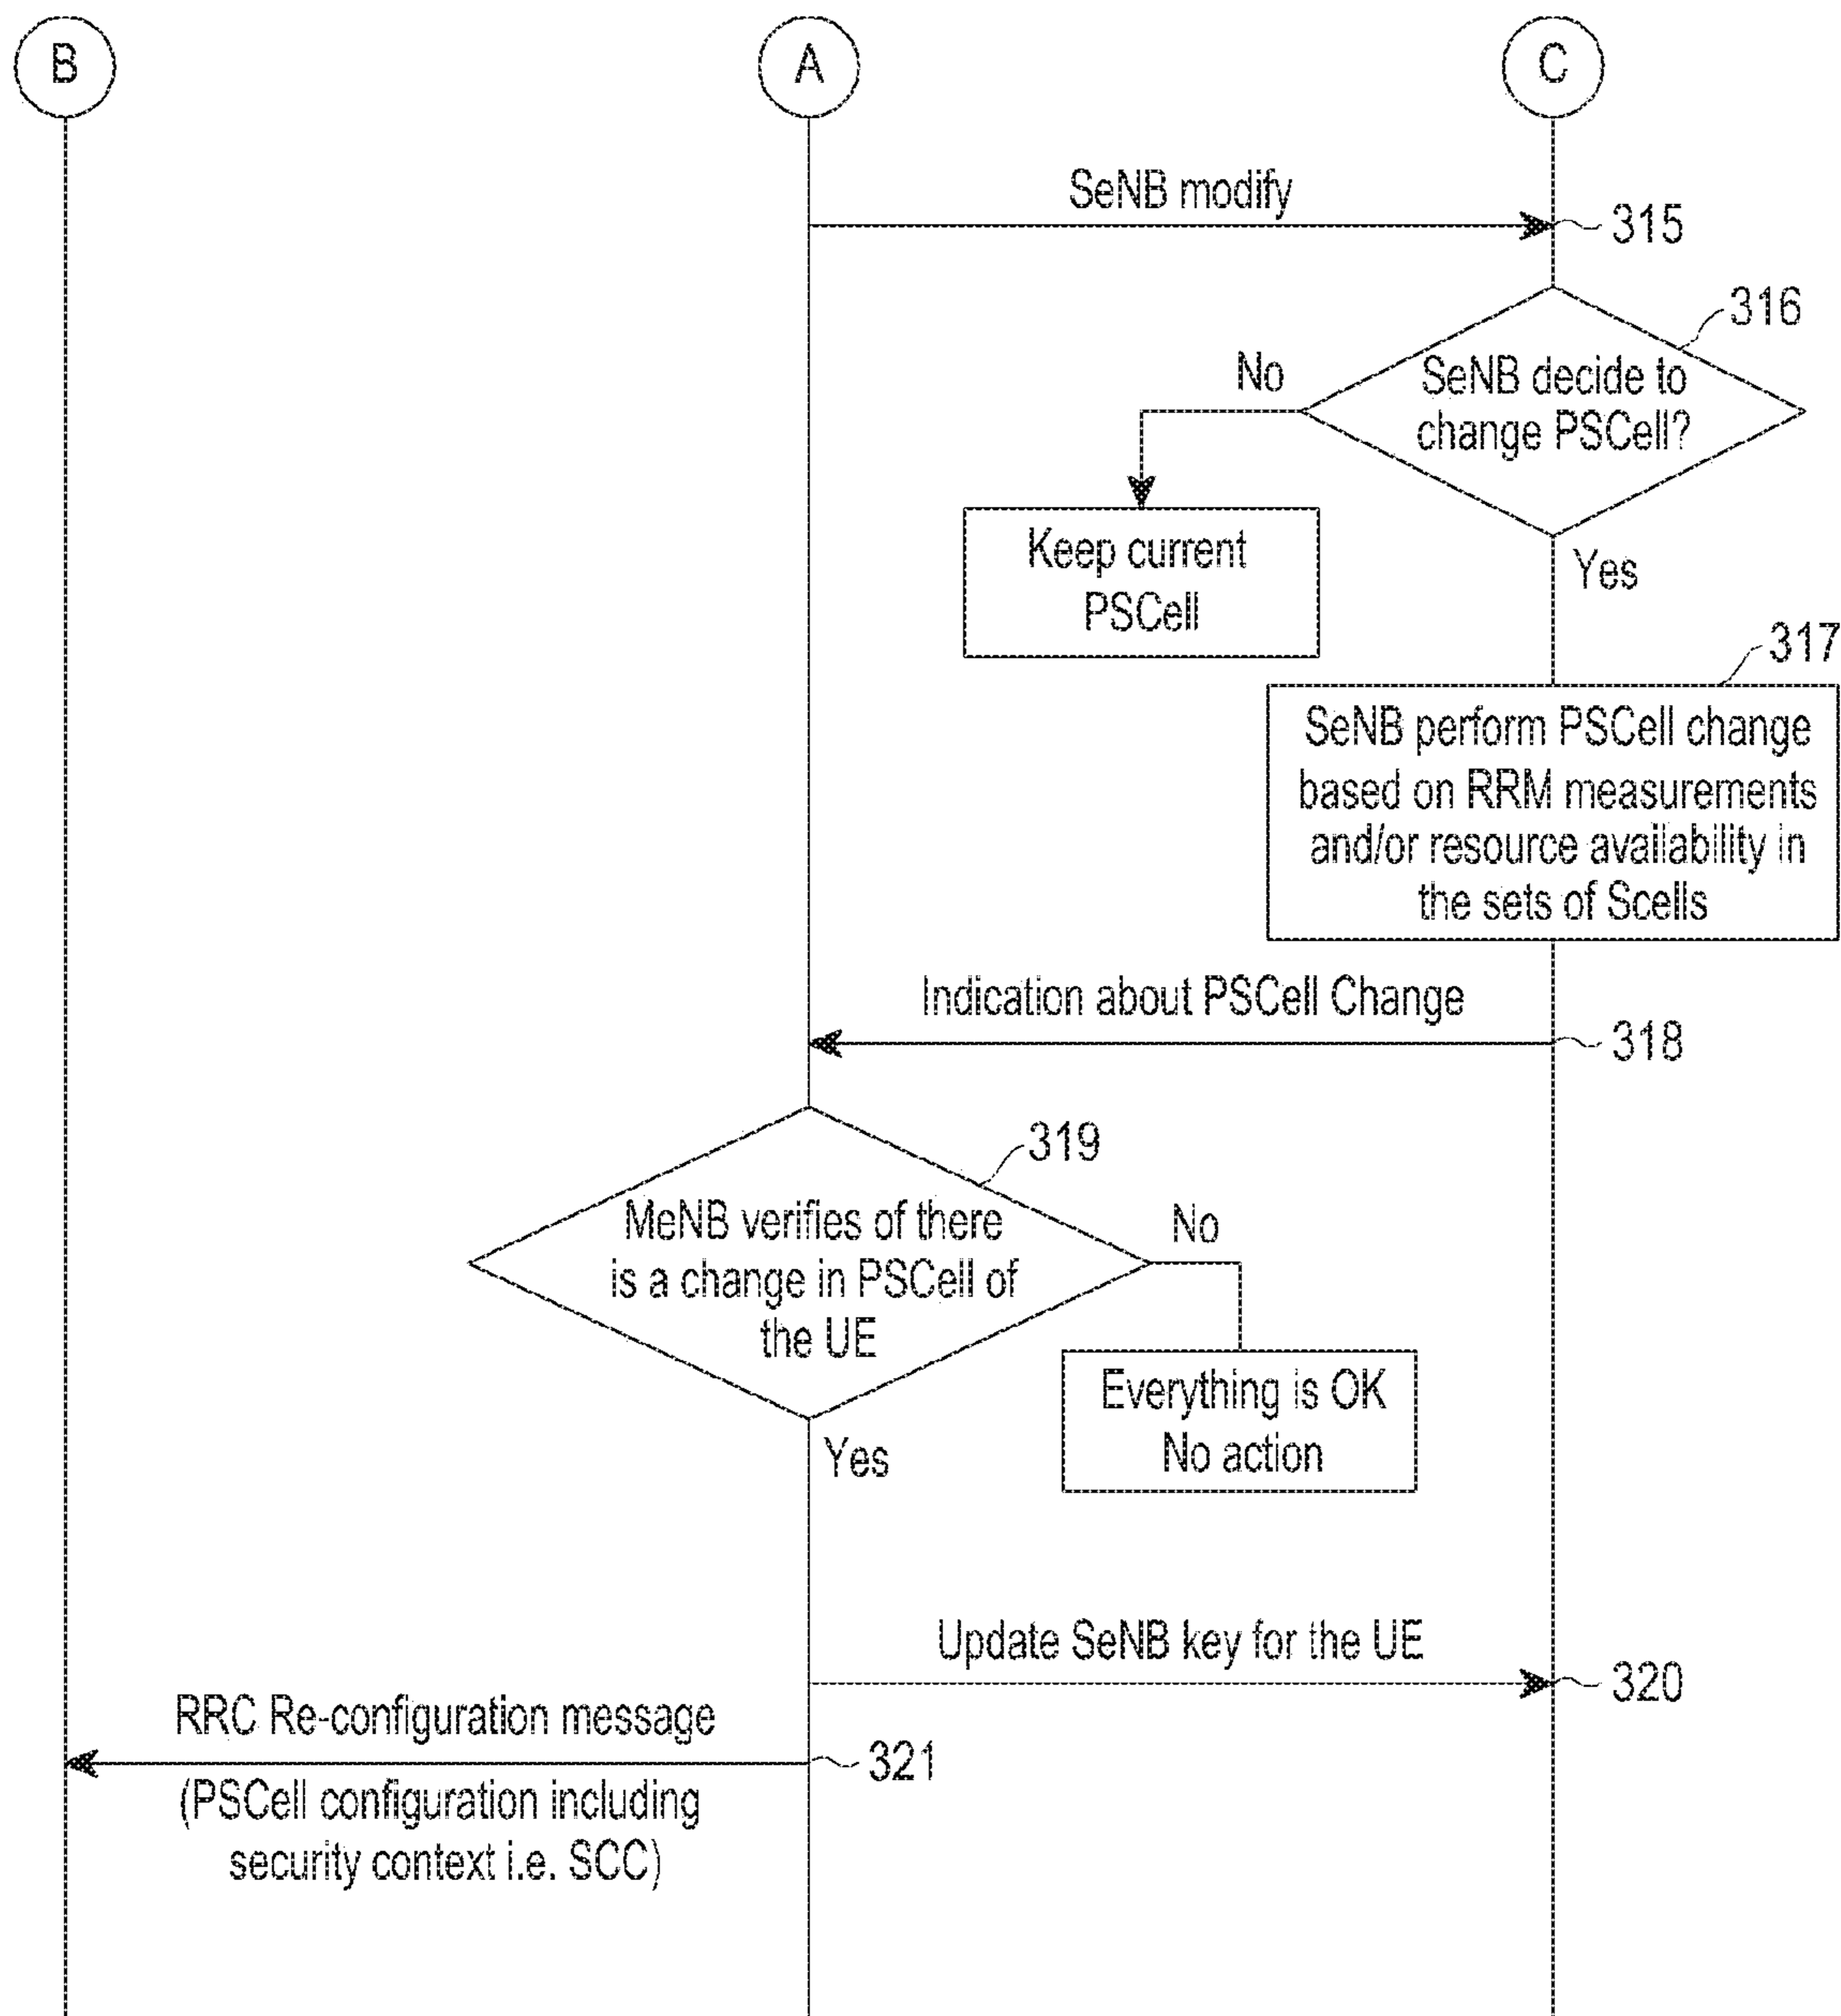 B
A
C
SeNB modify
315
316
SeNB decide to
change PSCell?
No
Keep current
PSCell
Yes
317
SeNB perform PSCell change
based on RRM measurements
and/or resource availability in
the sets of Scells
Indication about PSCell Change
318
319
MeNB verifies of there
is a change in PSCell of
the UE
No
Everything is OK
No action
Yes
Update SeNB key for the UE
320
RRC Re-configuration message
321
(PSCell configuration including
security context i.e. SCC)